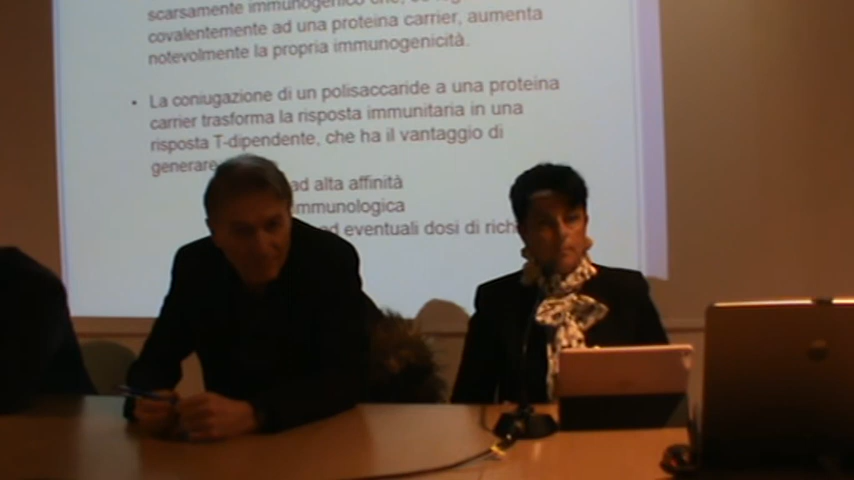 scarsamente immunogenico che,
covalentemente ad una proteina carrier, aumenta
notevolmente la propria immunogenicità.
• La coniugazione di un polisaccaride a una proteina
carrier trasforma la risposta immunitaria in una
risposta T-dipendente, che ha il vantaggio di
generare
ad alta affinità
immunologica
ad eventuali dosi di rich